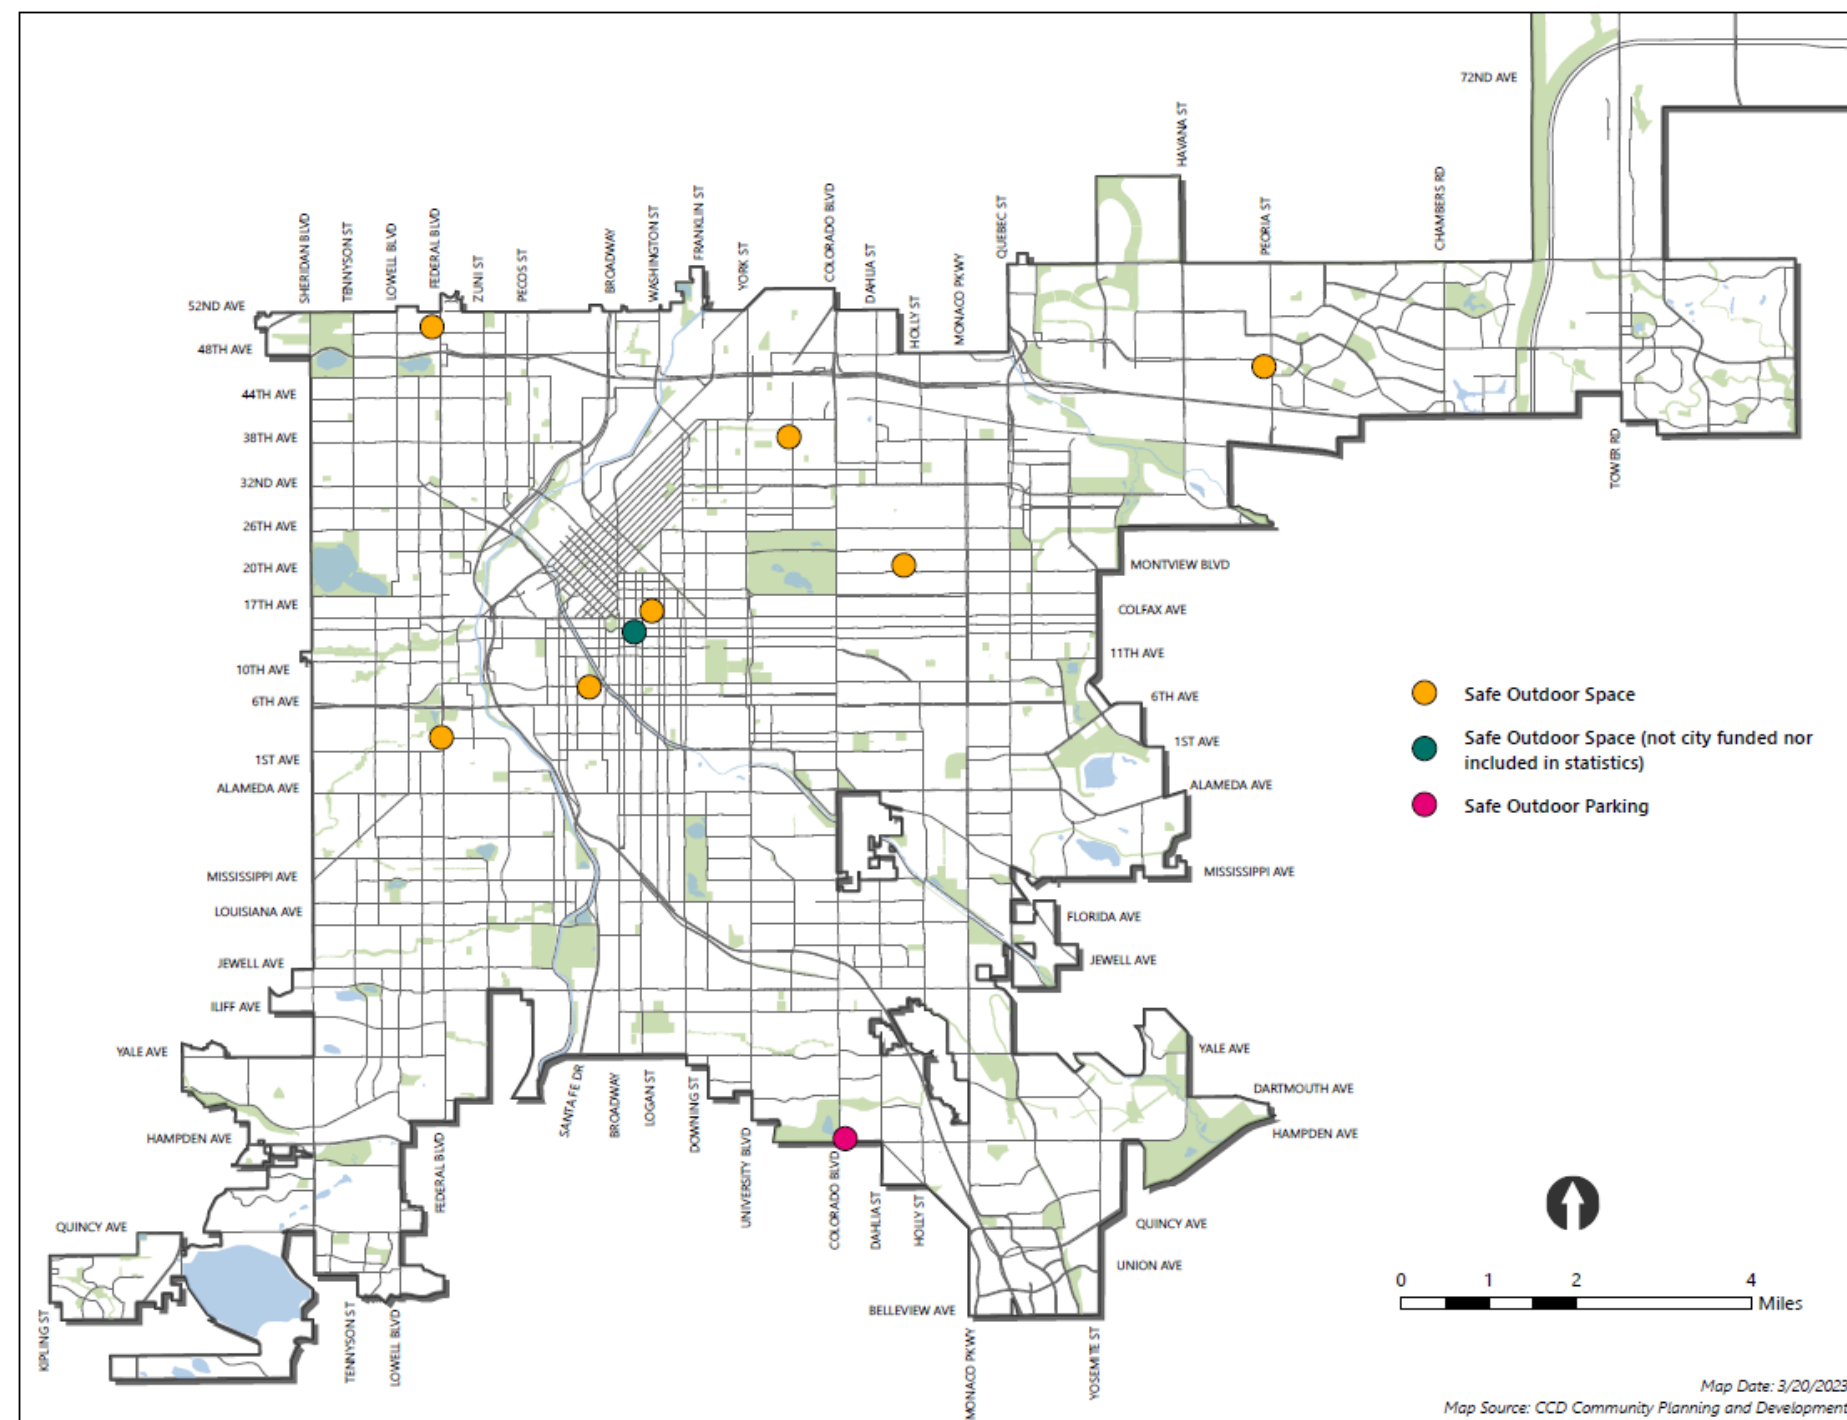 72ND AVE
HAVANA ST
CHAMBERS RD
PEORIA ST
QUEBEC ST
COLORADO BLVD
FRANKLIN ST
WASHINGTON ST
FEDERAL BLVD
SHERIDAN BLVD
TENNYSON ST
LOWELL BLVD
ZUNI ST
PECOS ST
BROADWAY
YORK ST
DAHLIA ST
HOLLY ST
MONACO PKWY
52ND AVE
48TH AVE
44TH AVE
38TH AVE
TOWER RD
32ND AVE
26TH AVE
20TH AVE
MONTVIEW BLVD
17TH AVE
COLFAX AVE
11TH AVE
10TH AVE
6TH AVE
6TH AVE
1ST AVE
1ST AVE
ALAMEDA AVE
ALAMEDA AVE
Safe Outdoor Space
Safe Outdoor Space (not city funded nor
included in statistics)
Safe Outdoor Parking
MISSISSIPPI AVE
MISSISSIPPI AVE
LOUISIANA AVE
FLORIDA AVE
JEWELL AVE
JEWELL AVE
ILIFF AVE
YALE AVE
YALE AVE
DARTMOUTH AVE
HAMPDEN AVE
HAMPDEN AVE
SANTA FE DR
BROADWAY
LOGAN ST
DOWNING ST
UNIVERSITY BLVD
COLORADO BLVD
DAHLIA ST
HOLLY ST
FEDERAL BLVD
QUINCY AVE
QUINCY AVE
UNION AVE
BELLEVIEW AVE
KIPLING ST
TENNYSON ST
LOWELL BLVD
MONACO PKWY
YOSEMITE ST
0 1 2 4
Miles
Map Date: 3/20/2023
Map Source: CCD Community Planning and Development